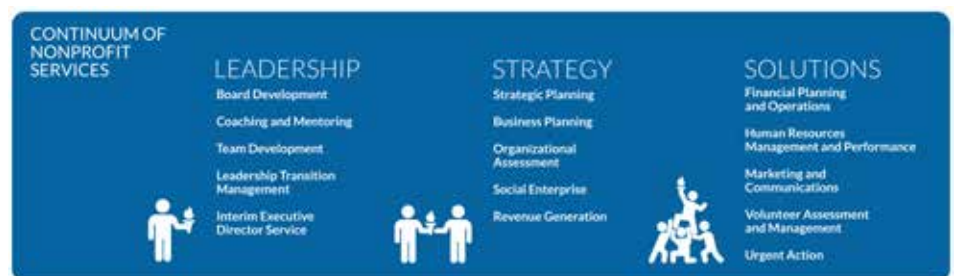 CONTINUUM OF
NONPROFIT
SERVICES
LEADERSHIP
Board Development
Coaching and Mentoring
Team Development
Leadership Transition
Management
Interim Executive
Director Service
STRATEGY
Strategic Planning
Business Planning
Organizational
Assessment
Social Enterprise
Revenue Generation
SOLUTIONS
Financial Planning
and Operations
Human Resources
Management and Performance
Marketing and
Communications
Volunteer Assessment
and Management
Urgent Action